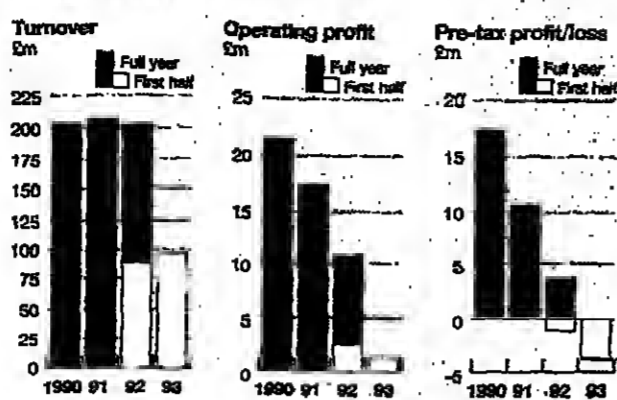 Turnover
£m
Full year
First half
225
200
175
150
125
100
75
50
25
0
1990 91 92 93
Operating profit
£m
Full year
First half
25
20
15
10
5
0
1990 91 92 93
Pre-tax profit/loss
£m
Full year
First half
20
15
10
5
0
-5
1990 91 92 93